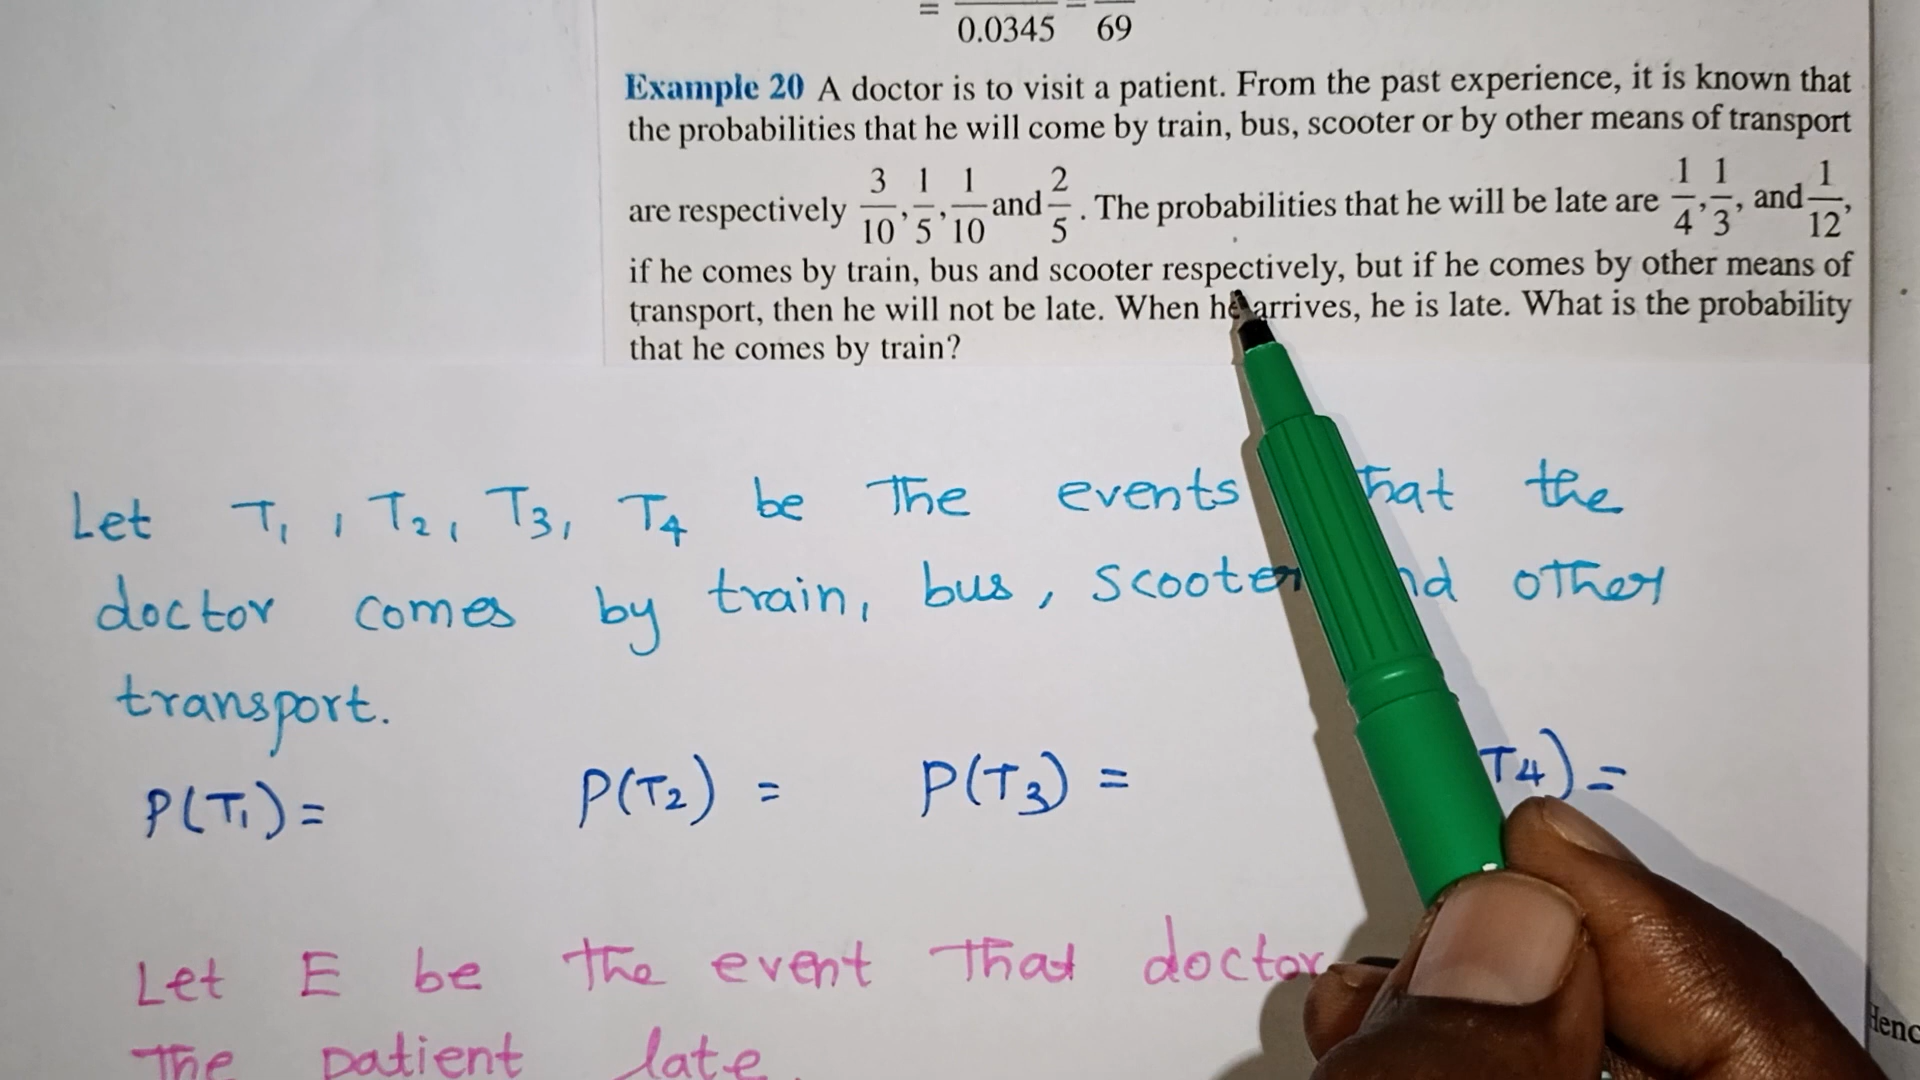 = 0.0345 = 69
Example 20 A doctor is to visit a patient. From the past experience, it is known that
the probabilities that he will come by train, bus, scooter or by other means of transport
are respectively 3/10, 1/5, 1/10 and 2/5. The probabilities that he will be late are 1/4, 1/3, and 1/12,
if he comes by train, bus and scooter respectively, but if he comes by other means of
transport, then he will not be late. When he arrives, he is late. What is the probability
that he comes by train?
Let T₁, T₂, T₃, T₄ be The events that the
doctor comes by train, bus, scooter other
transport.
P(T₁) = P(T₂) = P(T₃) = T₄) =
Let E be the event That doctor
The patient late.